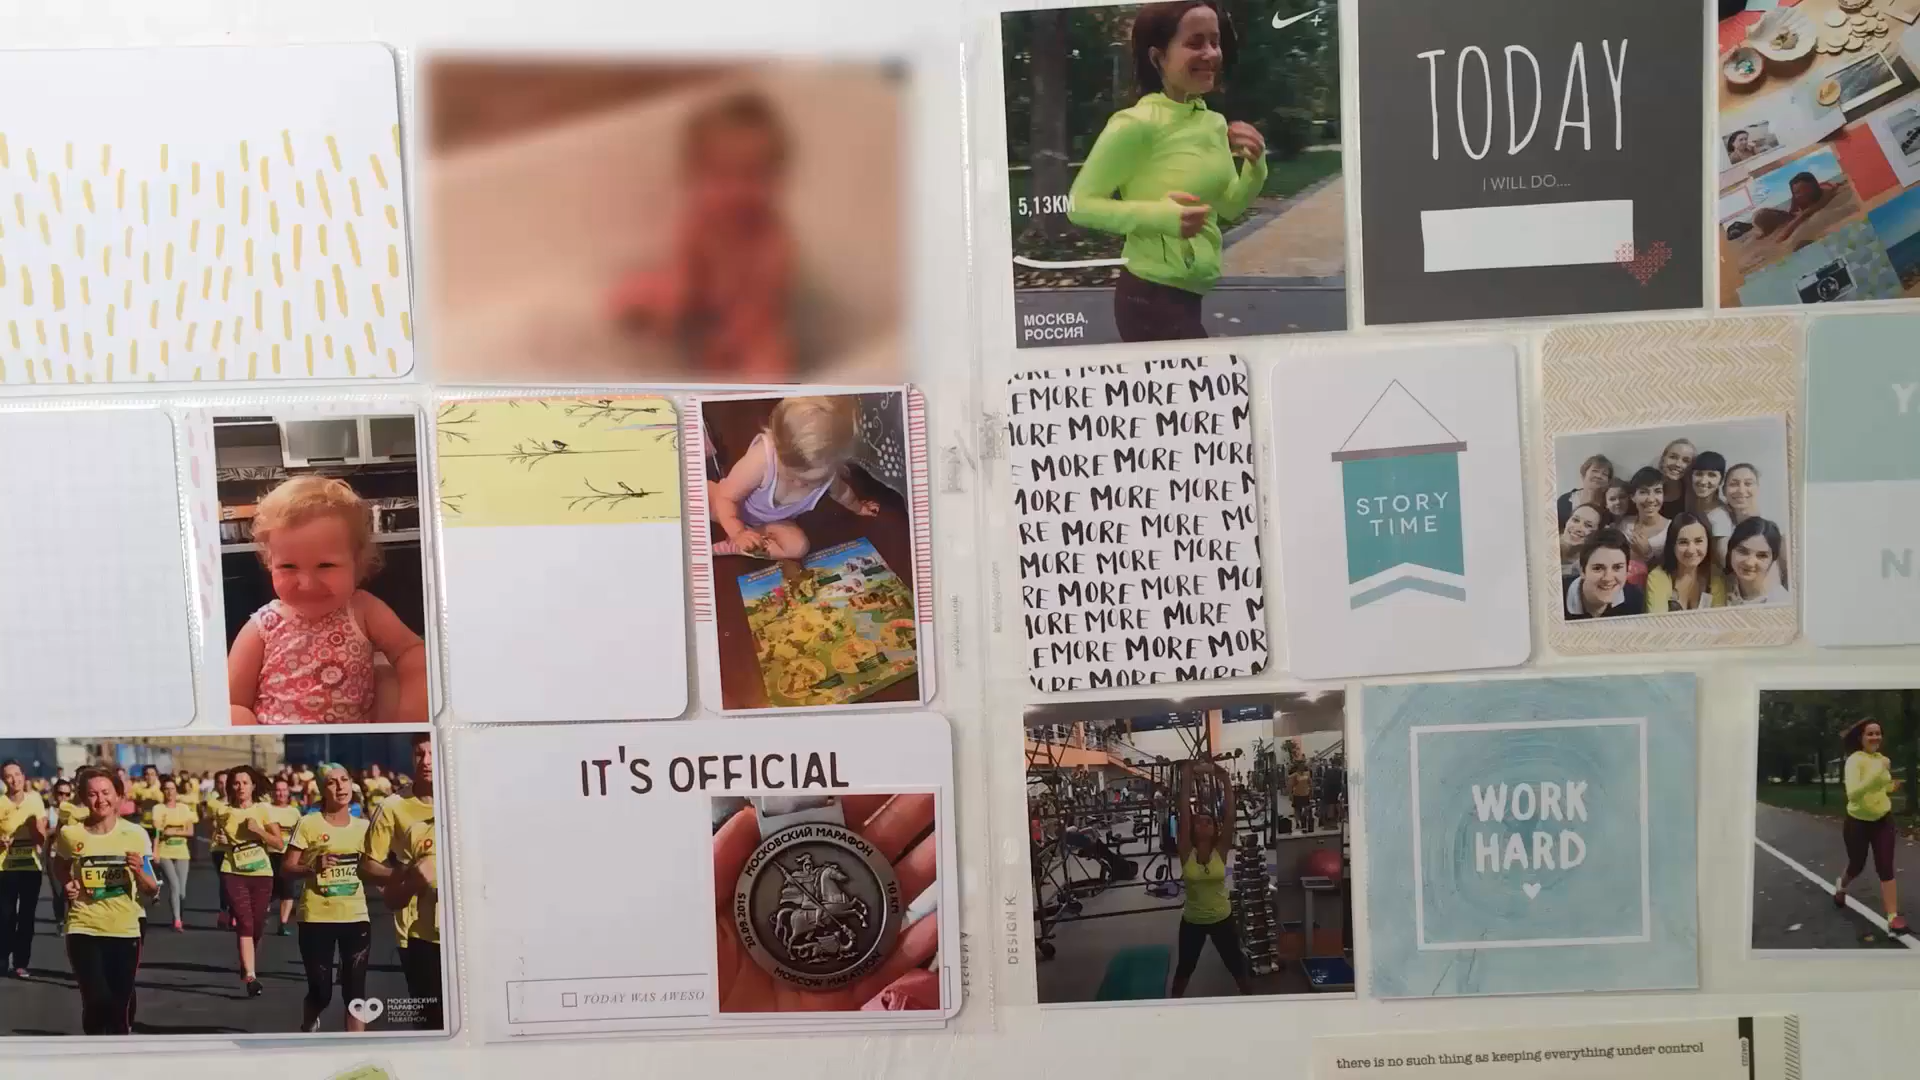 5,13KM
МОСКВА,
РОССИЯ
TODAY
I WILL DO....
MORE MORE
MORE MORE
MORE MORE
MORE MORE
MORE MORE
MORE MORE
MORE MORE MORE
MORE MORE
MORE MORE
MORE MORE
STORY
TIME
E 13142
МОСКОВСКИЙ
МАРАФОН
MOSCOW
MARATHON
IT'S OFFICIAL
МОСКОВСКИЙ МАРАФОН
10 КМ
20.09.2015
MOSCOW MARATHON
TODAY WAS AWESO
DESIGN K
WORK
HARD
there is no such thing as keeping everything under control